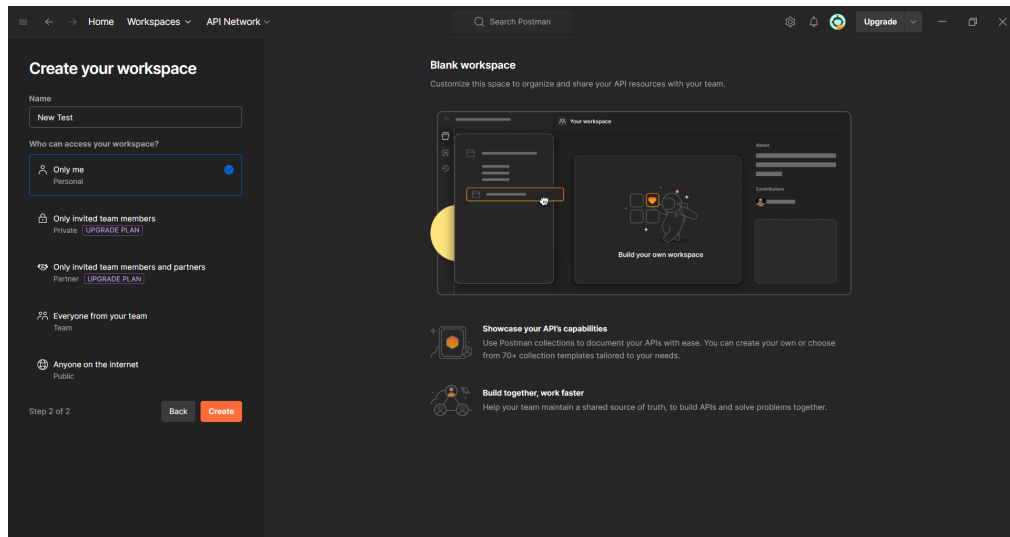 Home Workspaces API Network Search Postman Upgrade
Create your workspace
Name
New Test
Who can access your workspace?
Only me
Personal
Only invited team members
Private UPGRADE PLAN
Only invited team members and partners
Partner UPGRADE PLAN
Everyone from your team
Team
Anyone on the internet
Public
Step 2 of 2 Back Create
Blank workspace
Customize this space to organize and share your API resources with your team.
Your workspace
About
Contributors
Build your own workspace
Showcase your API's capabilities
Use Postman collections to document your APIs with ease. You can create your own or choose
from 70+ collection templates tailored to your needs.
Build together, work faster
Help your team maintain a shared source of truth, to build APIs and solve problems together.